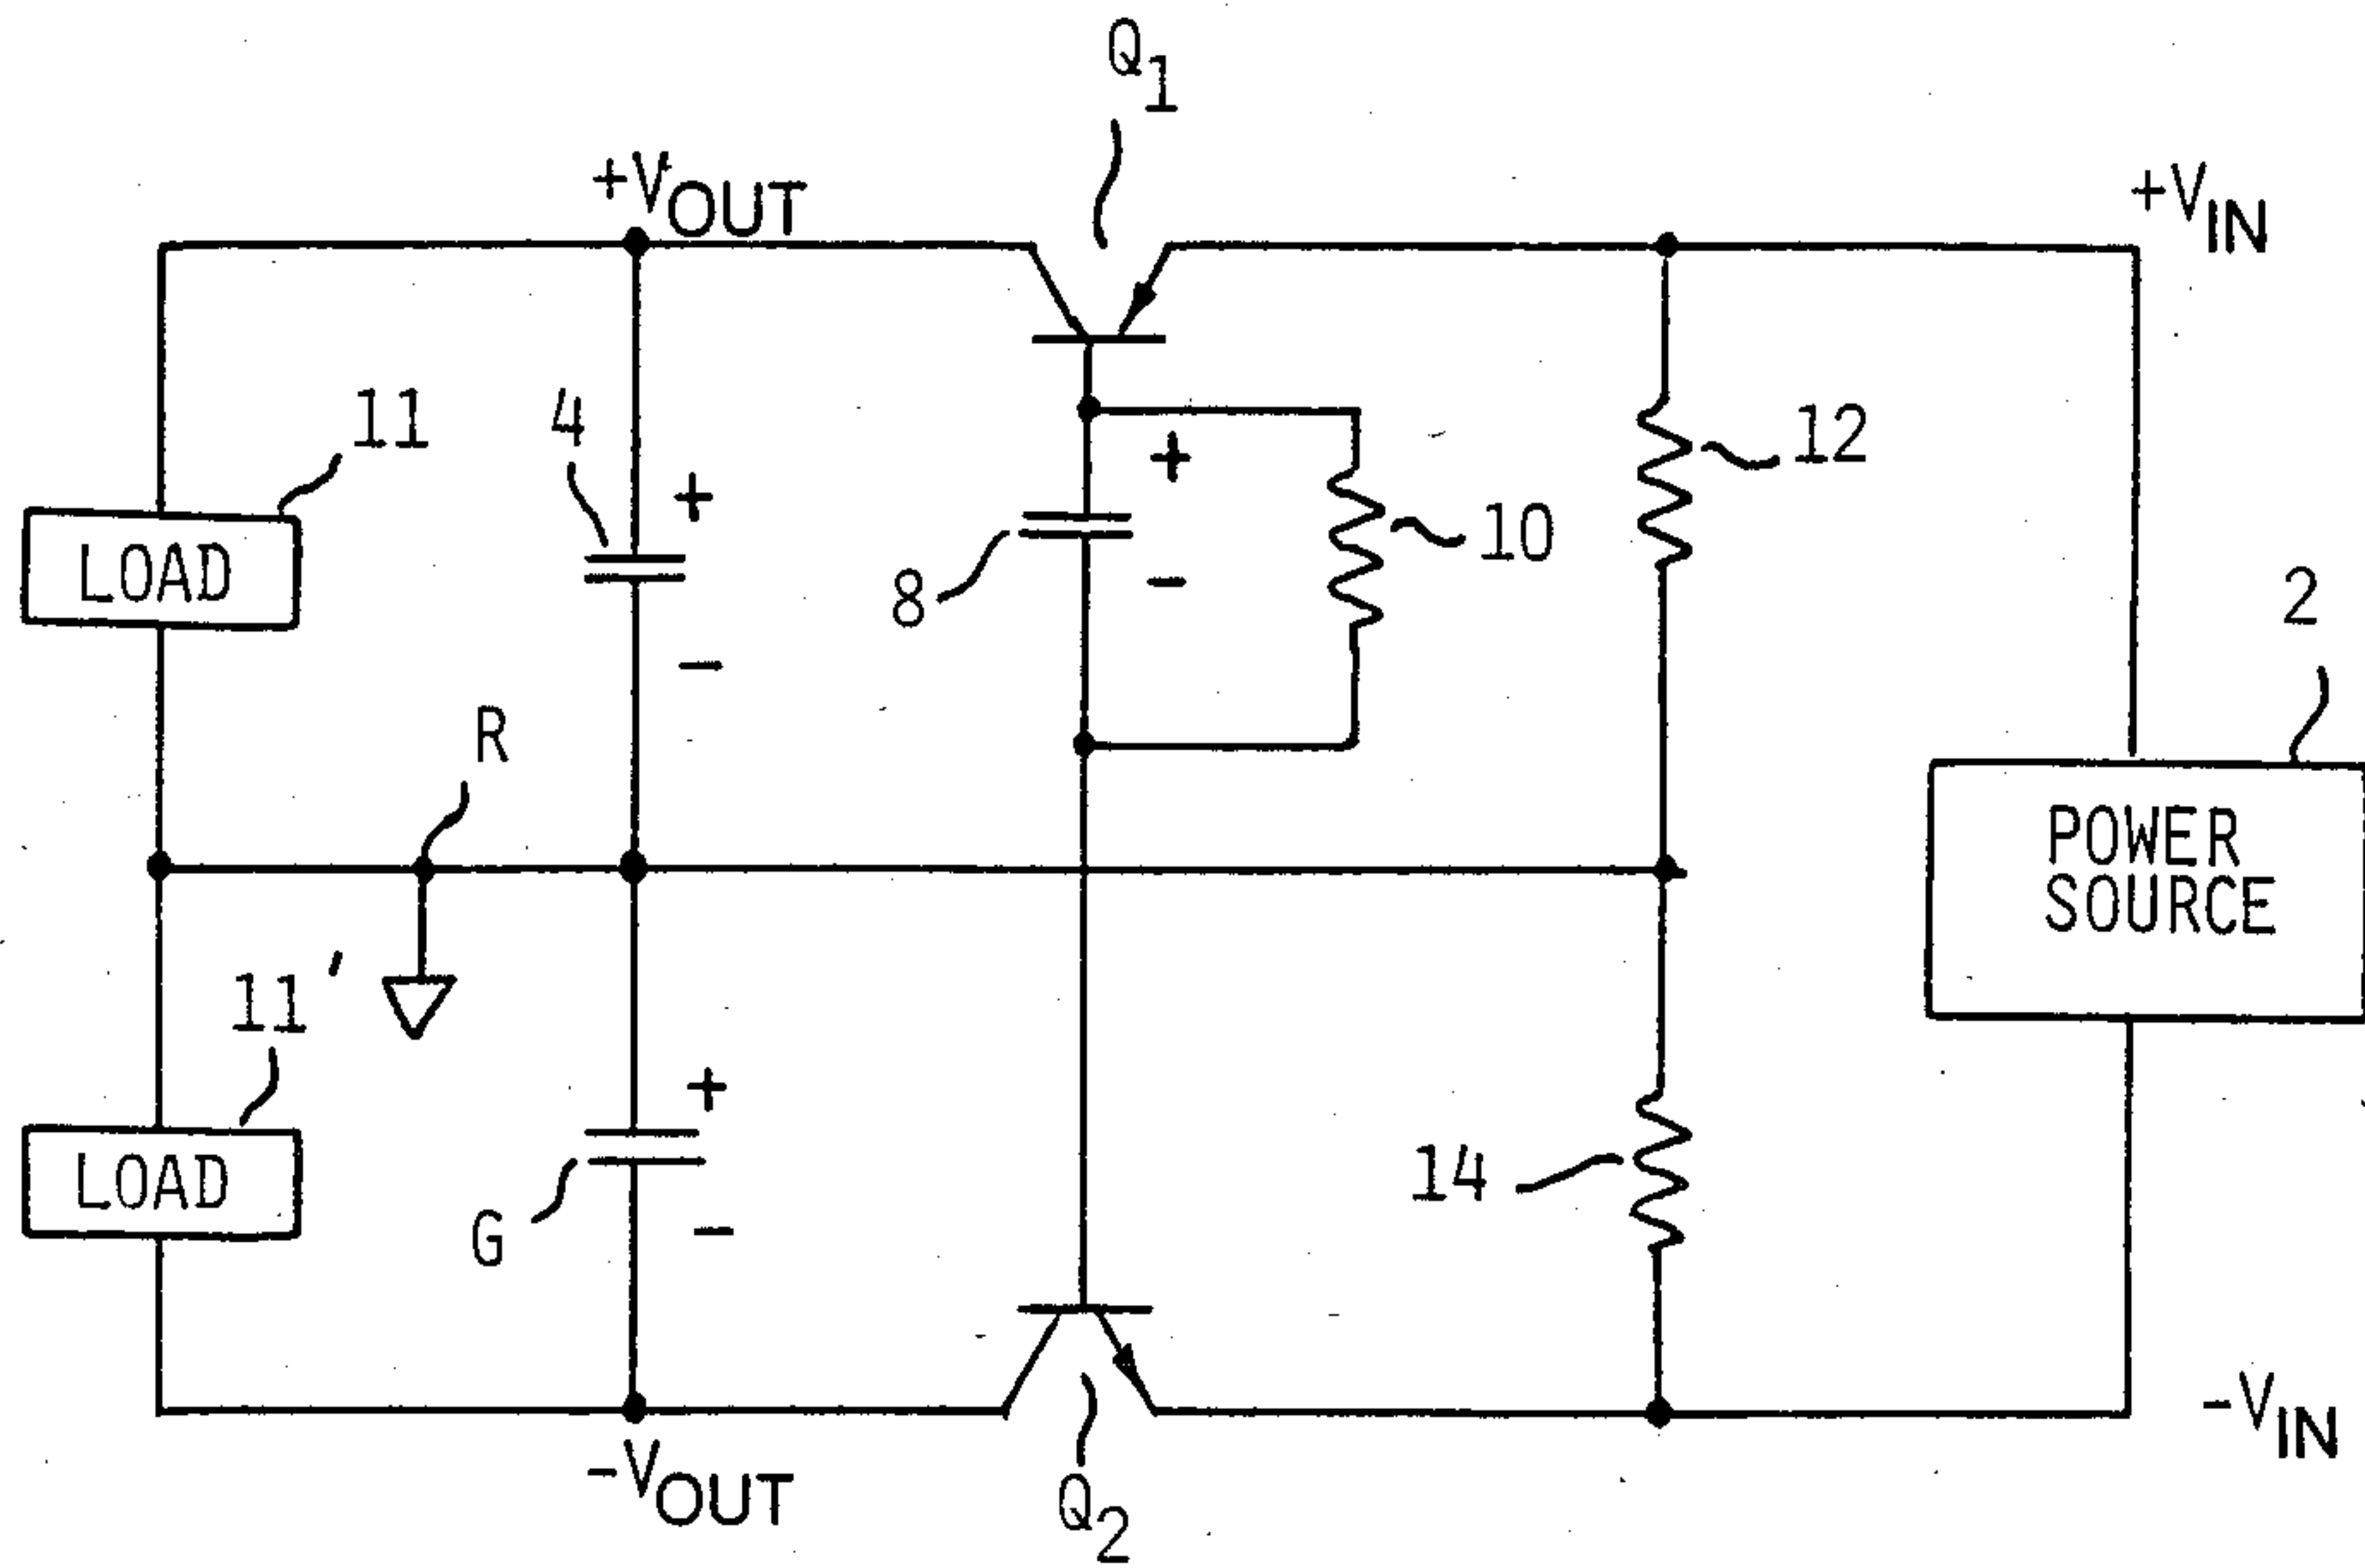 Q1
+VOUT
+VIN
11
4
+
12
+
10
LOAD
8
-
2
-
R
POWER
SOURCE
11'
+
14
LOAD
G
-
-VIN
-VOUT
Q2